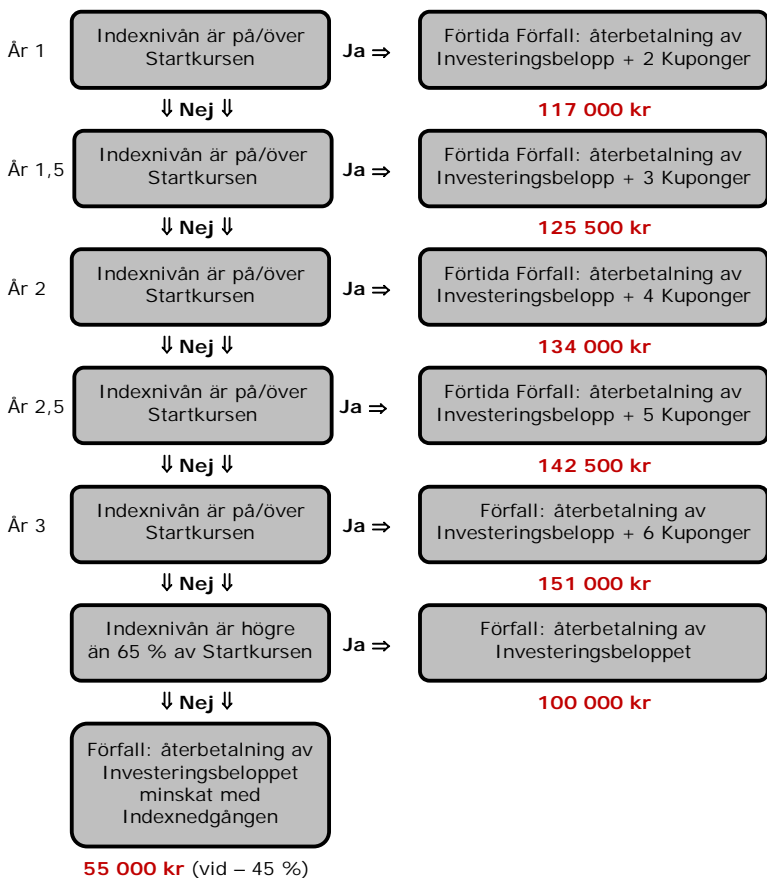 År 1
Indexnivån är på/över
Startkursen
Ja ⇒
Förtida Förfall: återbetalning av
Investeringsbelopp + 2 Kuponger
⇓ Nej ⇓
117 000 kr
År 1,5
Indexnivån är på/över
Startkursen
Ja ⇒
Förtida Förfall: återbetalning av
Investeringsbelopp + 3 Kuponger
⇓ Nej ⇓
125 500 kr
År 2
Indexnivån är på/över
Startkursen
Ja ⇒
Förtida Förfall: återbetalning av
Investeringsbelopp + 4 Kuponger
⇓ Nej ⇓
134 000 kr
År 2,5
Indexnivån är på/över
Startkursen
Ja ⇒
Förtida Förfall: återbetalning av
Investeringsbelopp + 5 Kuponger
⇓ Nej ⇓
142 500 kr
År 3
Indexnivån är på/över
Startkursen
Ja ⇒
Förfall: återbetalning av
Investeringsbelopp + 6 Kuponger
⇓ Nej ⇓
151 000 kr
Indexnivån är högre
än 65 % av Startkursen
Ja ⇒
Förfall: återbetalning av
Investeringsbeloppet
⇓ Nej ⇓
100 000 kr
Förfall: återbetalning av
Investeringsbeloppet
minskat med
Indexnedgången
55 000 kr (vid – 45 %)